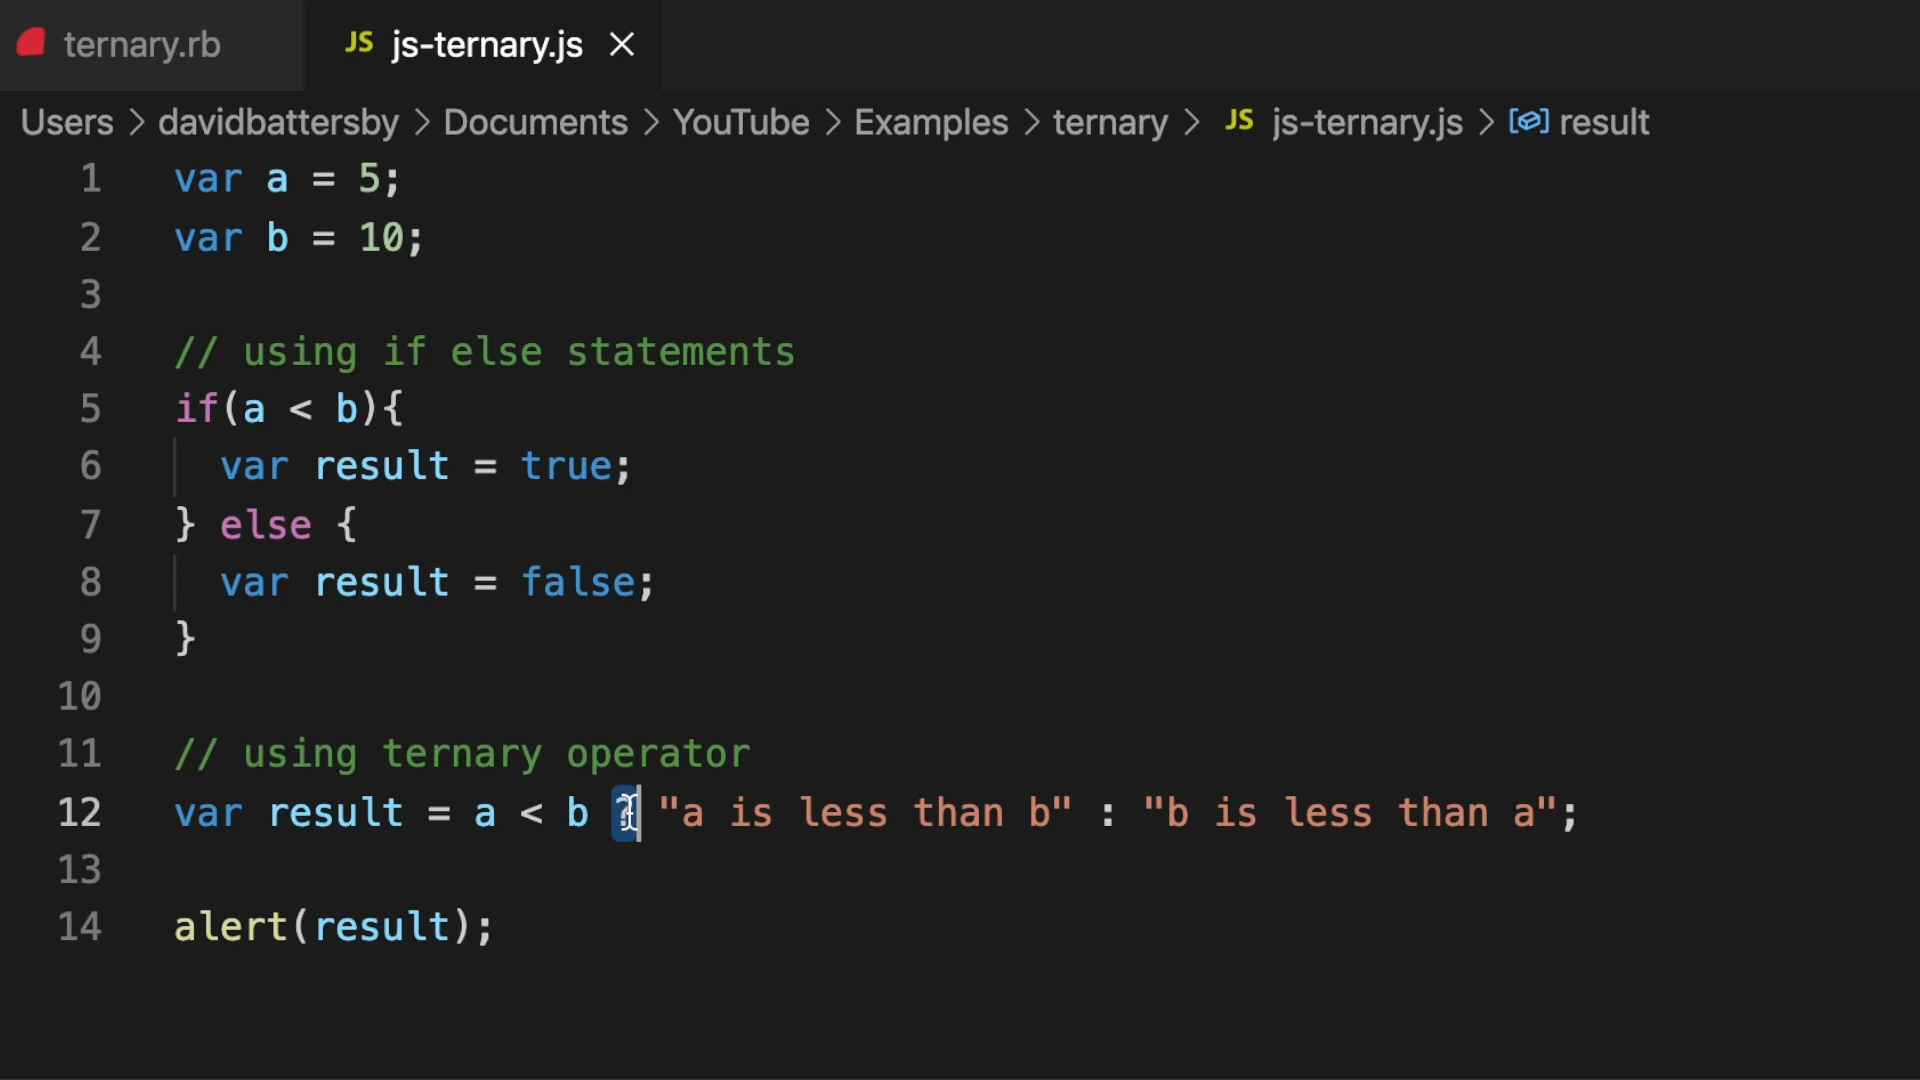 ternary.rb JS js-ternary.js
Users > davidbattersby > Documents > YouTube > Examples > ternary > JS js-ternary.js > result
1 var a = 5;
2 var b = 10;
3
4 // using if else statements
5 if(a < b){
6   var result = true;
7 } else {
8   var result = false;
9 }
10
11 // using ternary operator
12 var result = a < b ? "a is less than b" : "b is less than a";
13
14 alert(result);